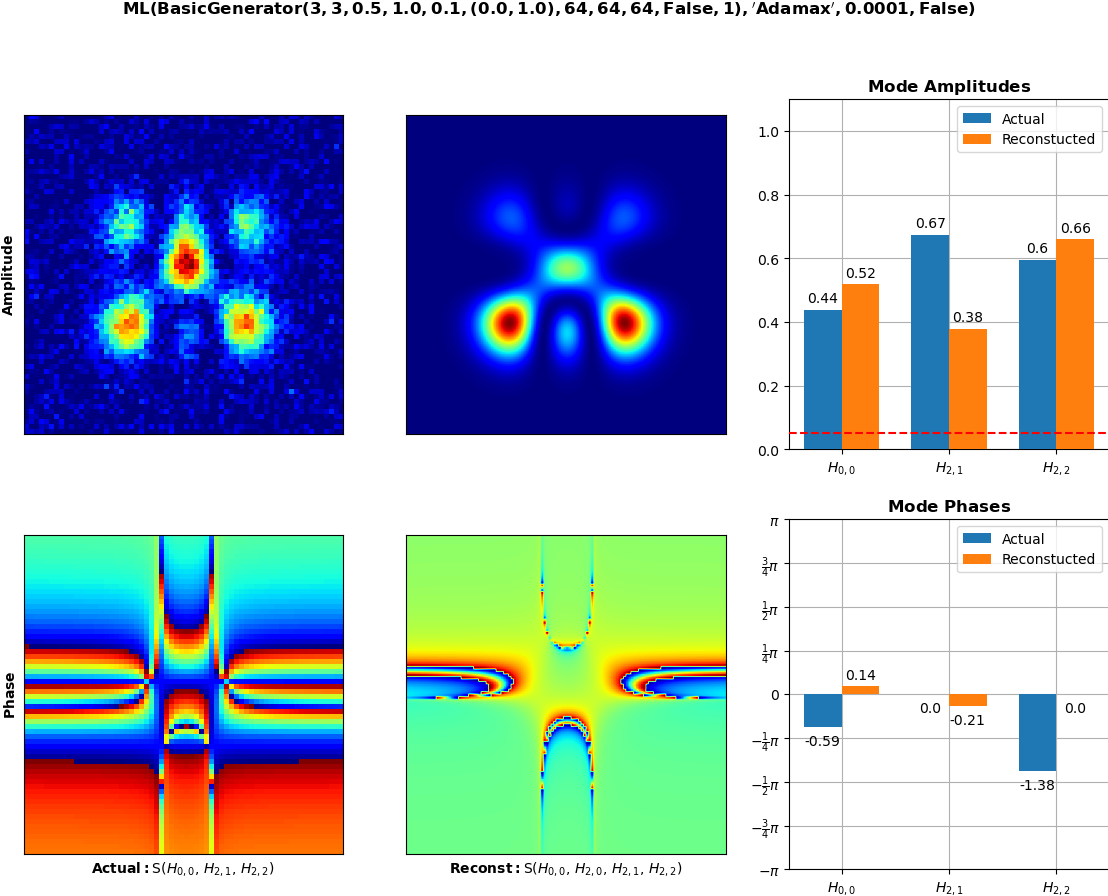 ML(BasicGenerator(3, 3, 0.5, 1.0, 0.1, (0.0, 1.0), 64, 64, 64, False, 1), ′Adamax′, 0.0001, False)
Amplitude
Mode Amplitudes
Actual
Reconstucted
1.0
0.8
0.6
0.4
0.2
0.0
0.44
0.52
0.67
0.38
0.6
0.66
H0,0
H2,1
H2,2
Phase
Actual: S(H0,0, H2,1, H2,2)
Reconst: S(H0,0, H2,0, H2,1, H2,2)
Mode Phases
Actual
Reconstucted
π
3/4π
1/2π
1/4π
0
−1/4π
−1/2π
−3/4π
−π
-0.59
0.14
0.0
-0.21
-1.38
0.0
H0,0
H2,1
H2,2